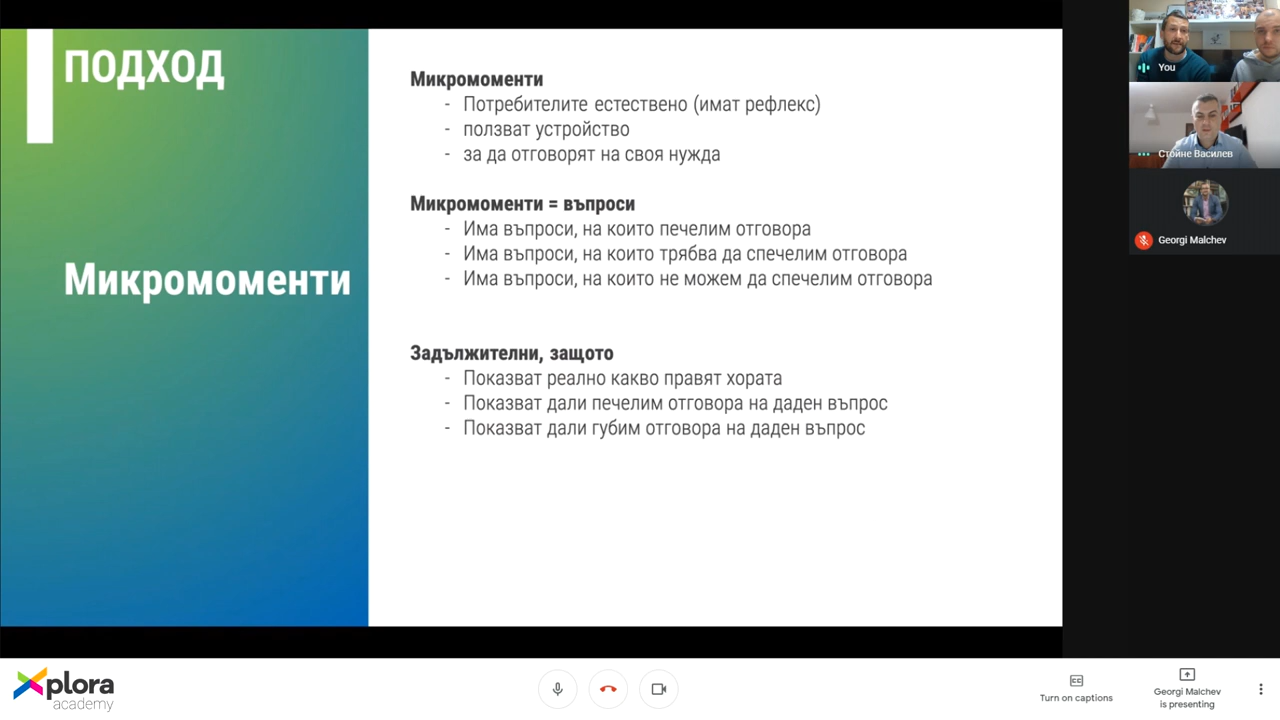 ПОДХОД
Микромоменти
Микромоменти
- Потребителите естествено (имат рефлекс)
- ползват устройство
- за да отговорят на своя нужда
Микромоменти = въпроси
- Има въпроси, на които печелим отговора
- Има въпроси, на които трябва да спечелим отговора
- Има въпроси, на които не можем да спечелим отговора
Задължителни, защото
- Показват реално какво правят хората
- Показват дали печелим отговора на даден въпрос
- Показват дали губим отговора на даден въпрос
You
Стойне Василев
Georgi Malchev
Xplora
academy
Turn on captions
Georgi Malchev
is presenting